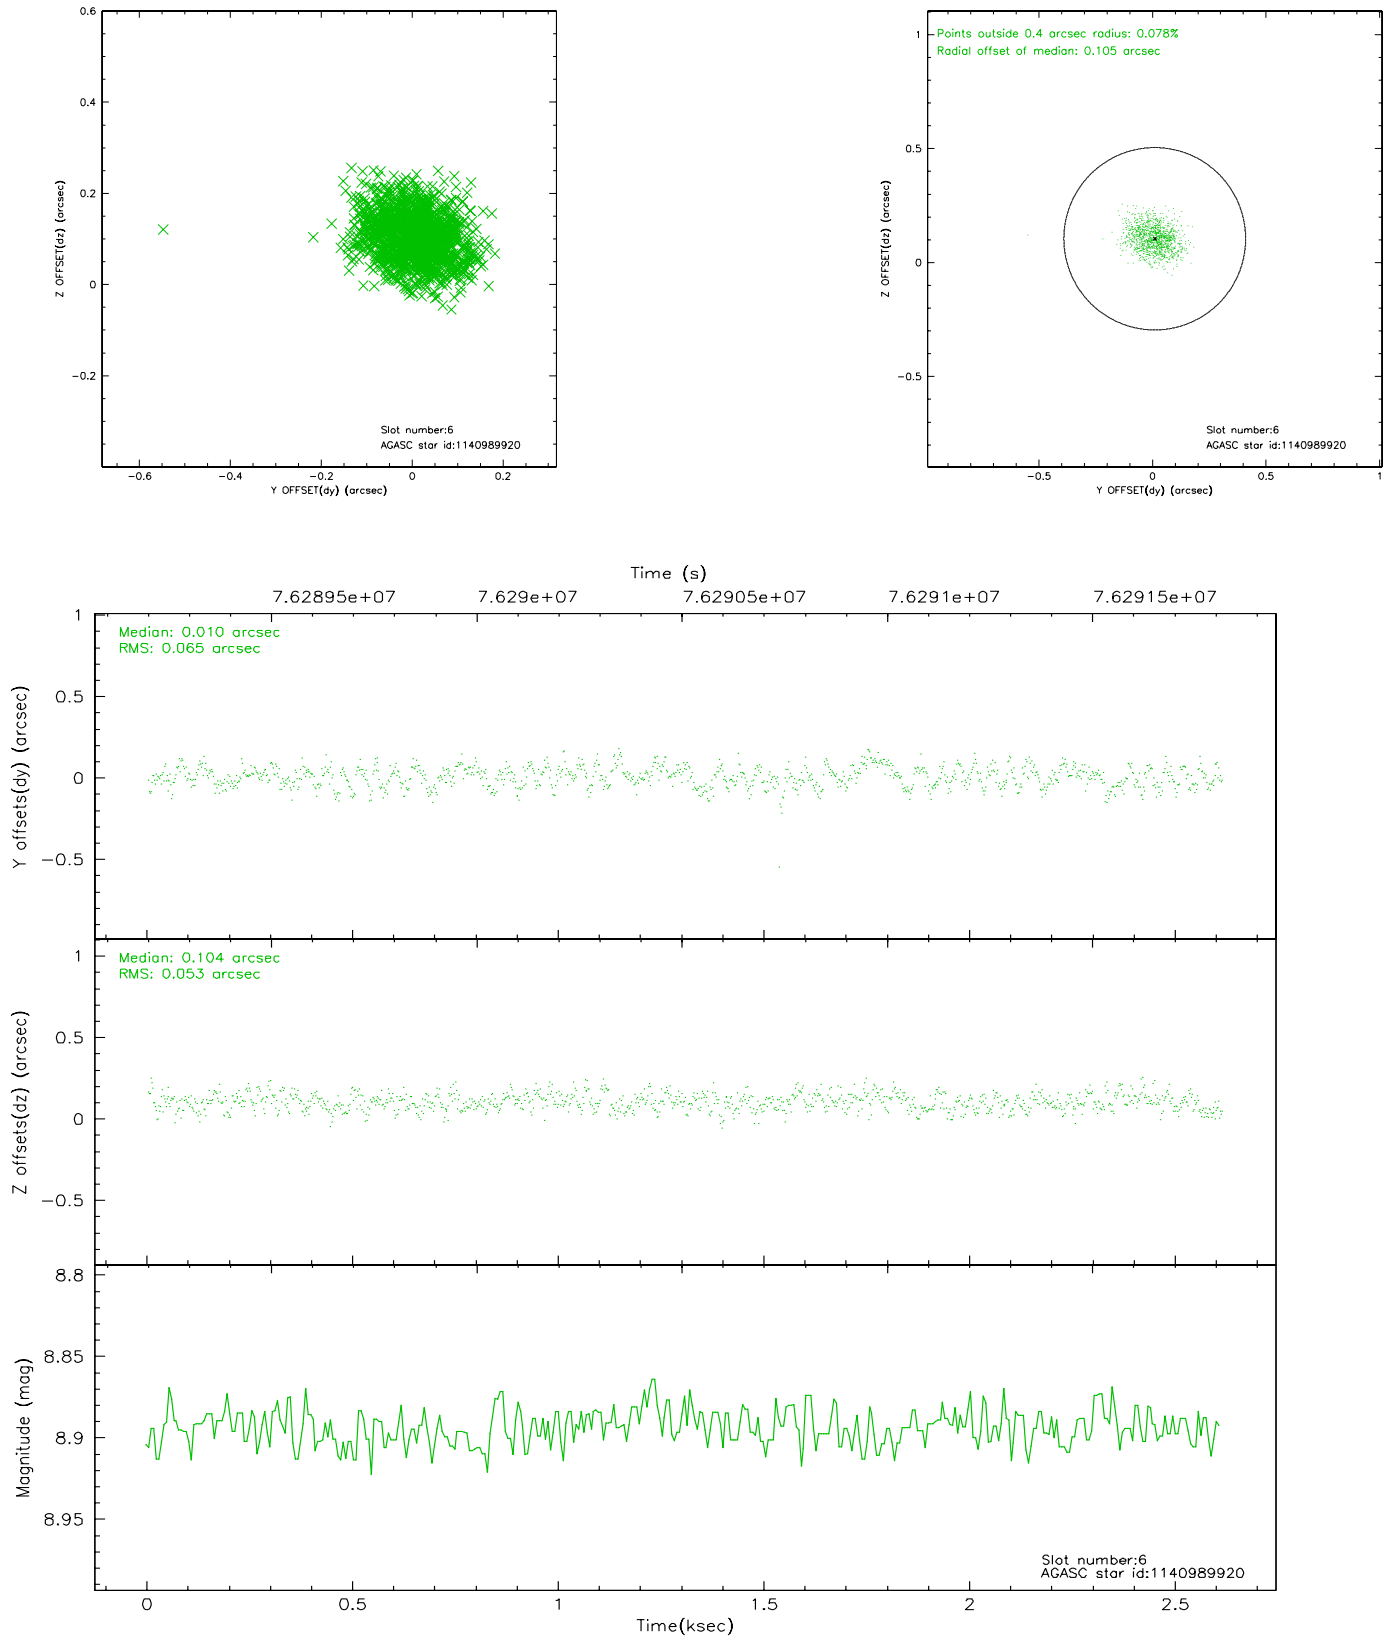 0.6
0.4
0.2
0
−0.2
Z OFFSET(dz) (arcsec)
Slot number:6
AGASC star id:1140989920
−0.6 −0.4 −0.2 0 0.2
Y OFFSET(dy) (arcsec)
Points outside 0.4 arcsec radius: 0.078%
Radial offset of median: 0.105 arcsec
1
0.5
0
−0.5
Z OFFSET(dz) (arcsec)
Slot number:6
AGASC star id:1140989920
−0.5 0 0.5 1
Y OFFSET(dy) (arcsec)
Time (s)
7.62895e+07 7.629e+07 7.62905e+07 7.6291e+07 7.62915e+07
Median: 0.010 arcsec
RMS: 0.065 arcsec
1
0.5
0
−0.5
Y offsets(dy) (arcsec)
Median: 0.104 arcsec
RMS: 0.053 arcsec
1
0.5
0
−0.5
Z offsets(dz) (arcsec)
8.8
8.85
8.9
8.95
Magnitude (mag)
Slot number:6
AGASC star id:1140989920
0 0.5 1 1.5 2 2.5
Time(ksec)